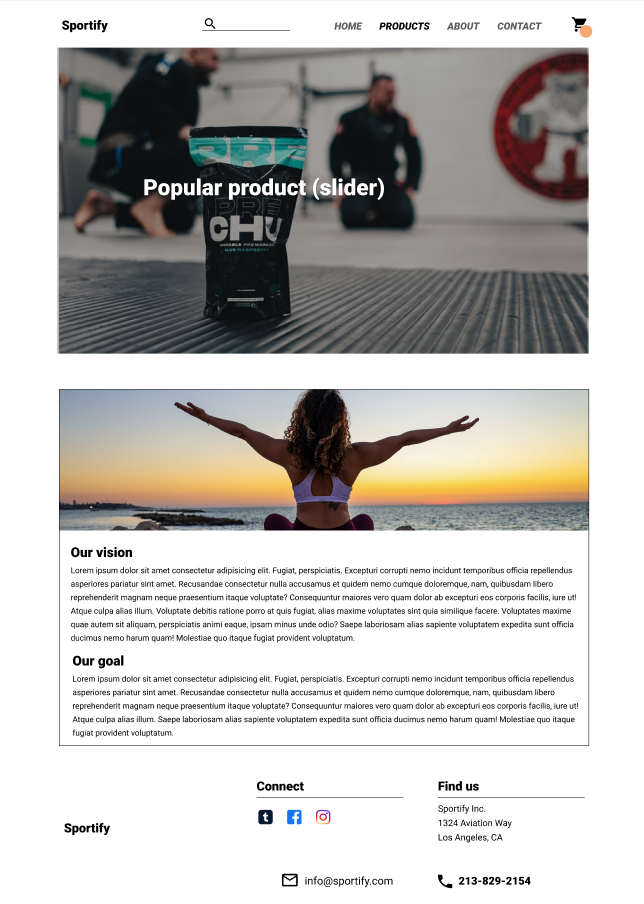 Sportify
HOME PRODUCTS ABOUT CONTACT
PRE
Popular product (slider)
PRE
CHU
Our vision
Lorem ipsum dolor sit amet consectetur adipisicing elit. Fugiat, perspiciatis. Excepturi corrupti nemo incidunt temporibus officia repellendus
asperiores pariatur sint amet. Recusandae consectetur nulla accusamus et quidem nemo cumque doloremque, nam, quibusdam libero
reprehenderit magnam neque praesentium itaque voluptate? Consequuntur maiores vero quam dolor ab excepturi eos corporis facilis, iure ut!
Atque culpa alias illum. Voluptate debitis ratione porro at quis fugiat, alias maxime voluptates sint quia similique facere. Voluptates maxime
quae autem sit aliquam, perspiciatis animi eaque, ipsam minus unde odio? Saepe laboriosam alias sapiente voluptatem expedita sunt officia
ducimus nemo harum quam! Molestiae quo itaque fugiat provident voluptatum.
Our goal
Lorem ipsum dolor sit amet consectetur adipisicing elit. Fugiat, perspiciatis. Excepturi corrupti nemo incidunt temporibus officia repellendus
asperiores pariatur sint amet. Recusandae consectetur nulla accusamus et quidem nemo cumque doloremque, nam, quibusdam libero
reprehenderit magnam neque praesentium itaque voluptate? Consequuntur maiores vero quam dolor ab excepturi eos corporis facilis, iure ut!
Atque culpa alias illum. Saepe laboriosam alias sapiente voluptatem expedita sunt officia ducimus nemo harum quam! Molestiae quo itaque
fugiat provident voluptatum.
Connect
Find us
Sportify Inc.
1324 Aviation Way
Los Angeles, CA
Sportify
info@sportify.com
213-829-2154